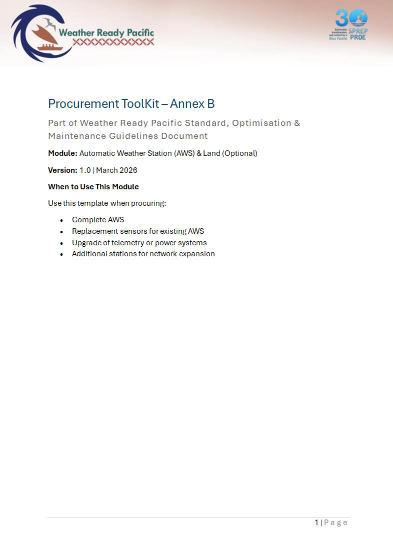 Weather Ready Pacific
30
SPREP
PROE
Procurement ToolKit – Annex B
Part of Weather Ready Pacific Standard, Optimisation &
Maintenance Guidelines Document
Module: Automatic Weather Station (AWS) & Land (Optional)
Version: 1.0 | March 2026
When to Use This Module
Use this template when procuring:
• Complete AWS
• Replacement sensors for existing AWS
• Upgrade of telemetry or power systems
• Additional stations for network expansion
1 | Page